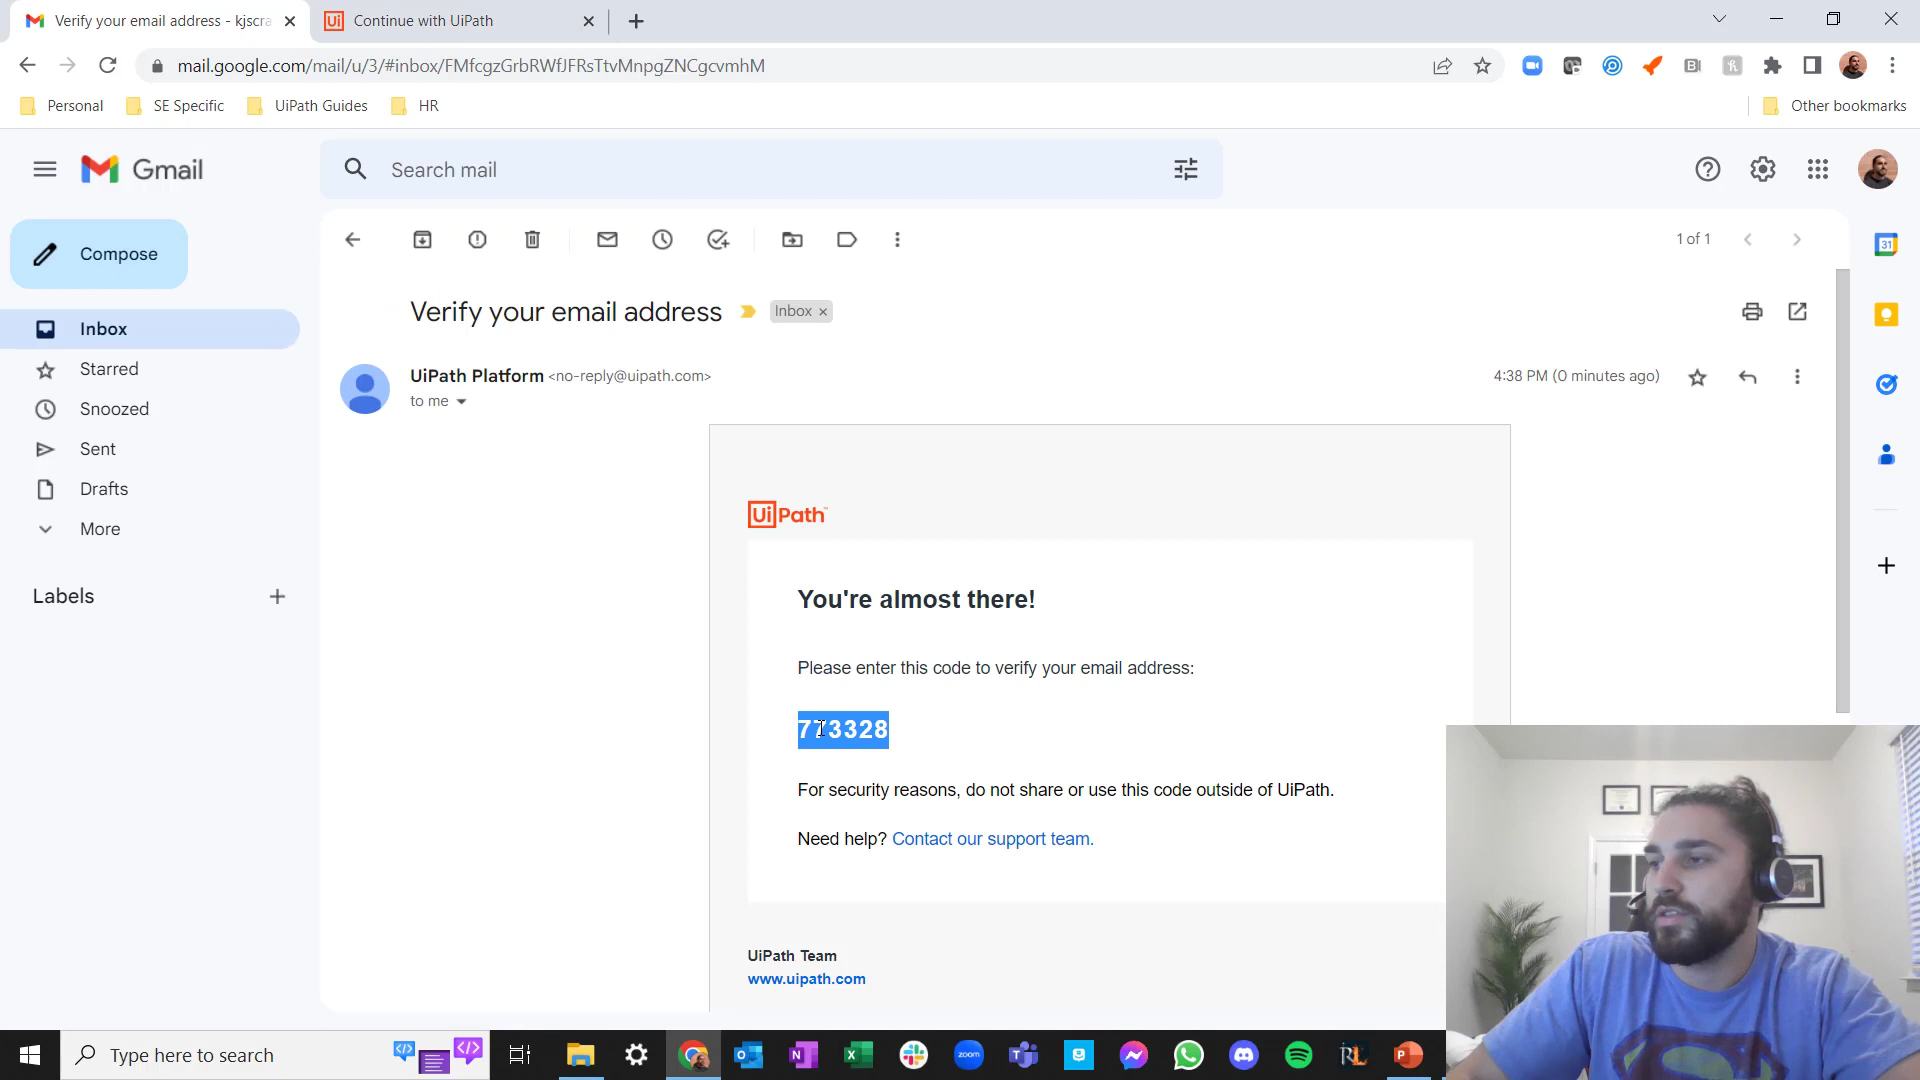 Verify your email address - kjscra
Continue with UiPath
mail.google.com/mail/u/3/#inbox/FMfcgzGrbRWfJFRsTtvMnpgZNCgcvmhM
Personal
SE Specific
UiPath Guides
HR
Other bookmarks
Gmail
Search mail
Compose
1 of 1
31
Inbox
Starred
Snoozed
Sent
Drafts
More
Labels
Verify your email address
Inbox ×
UiPath Platform <no-reply@uipath.com>
4:38 PM (0 minutes ago)
to me
UiPath™
You're almost there!
Please enter this code to verify your email address:
773328
For security reasons, do not share or use this code outside of UiPath.
Need help? Contact our support team.
UiPath Team
www.uipath.com
Type here to search
zoom
RL